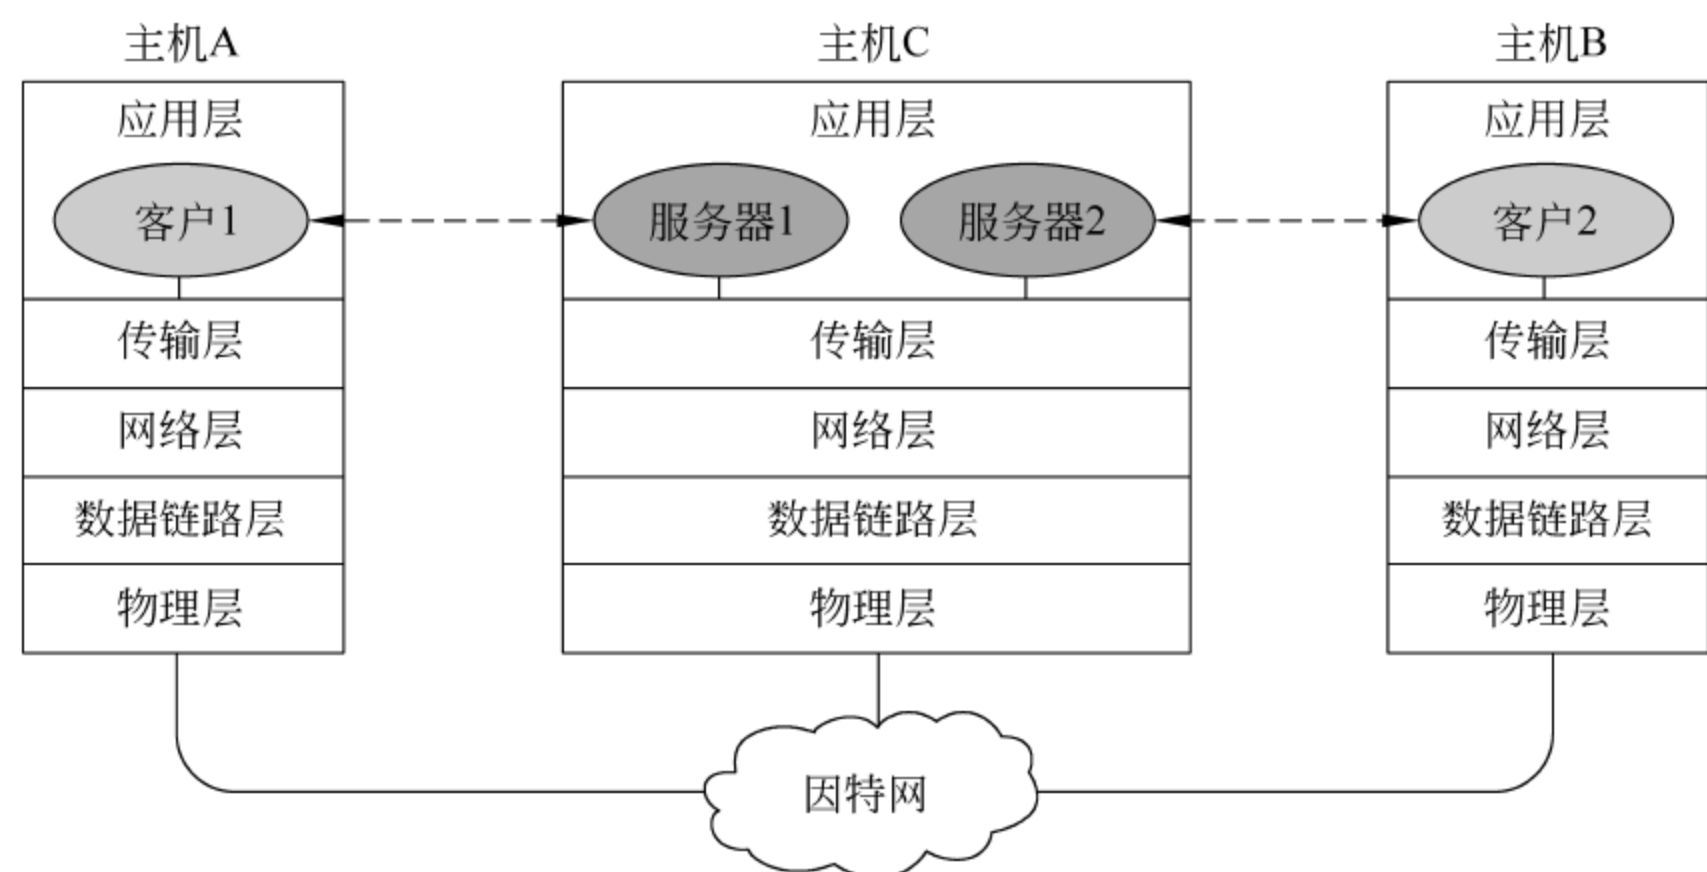 主机A
主机C
主机B
应用层
应用层
应用层
客户1
服务器1
服务器2
客户2
传输层
传输层
传输层
网络层
网络层
网络层
数据链路层
数据链路层
数据链路层
物理层
物理层
物理层
因特网